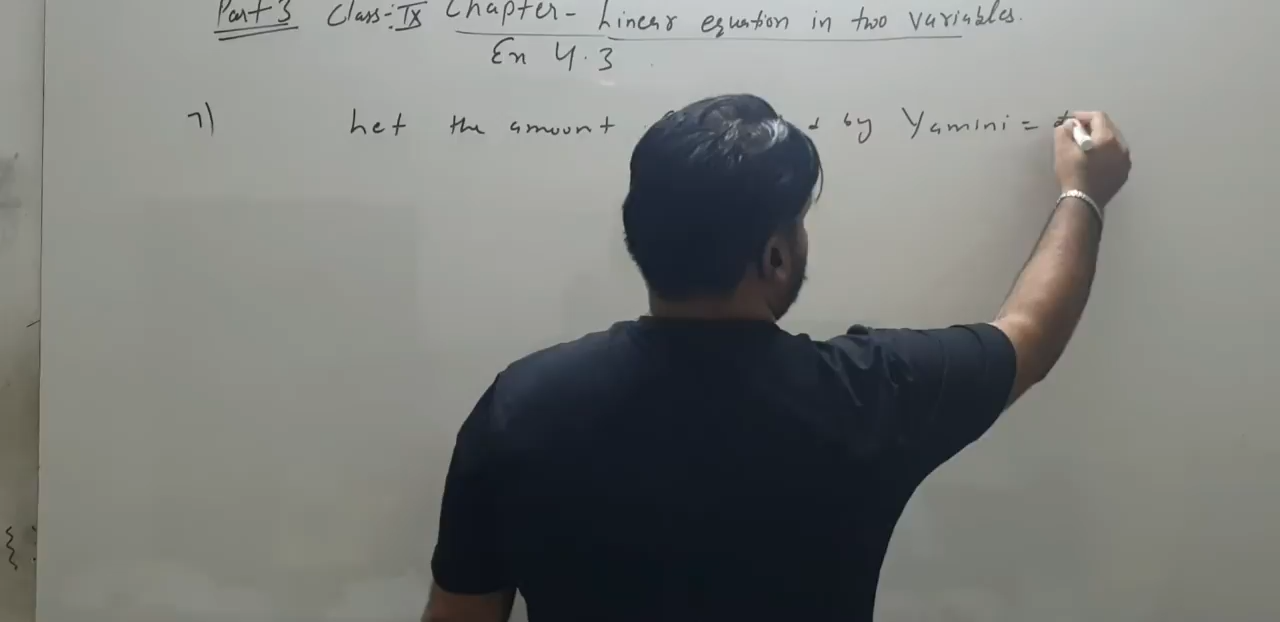 Part 3 Class:- IX Chapter - Linear equation in two variables.
Ex 4.3
7) Let the amount by Yamini =